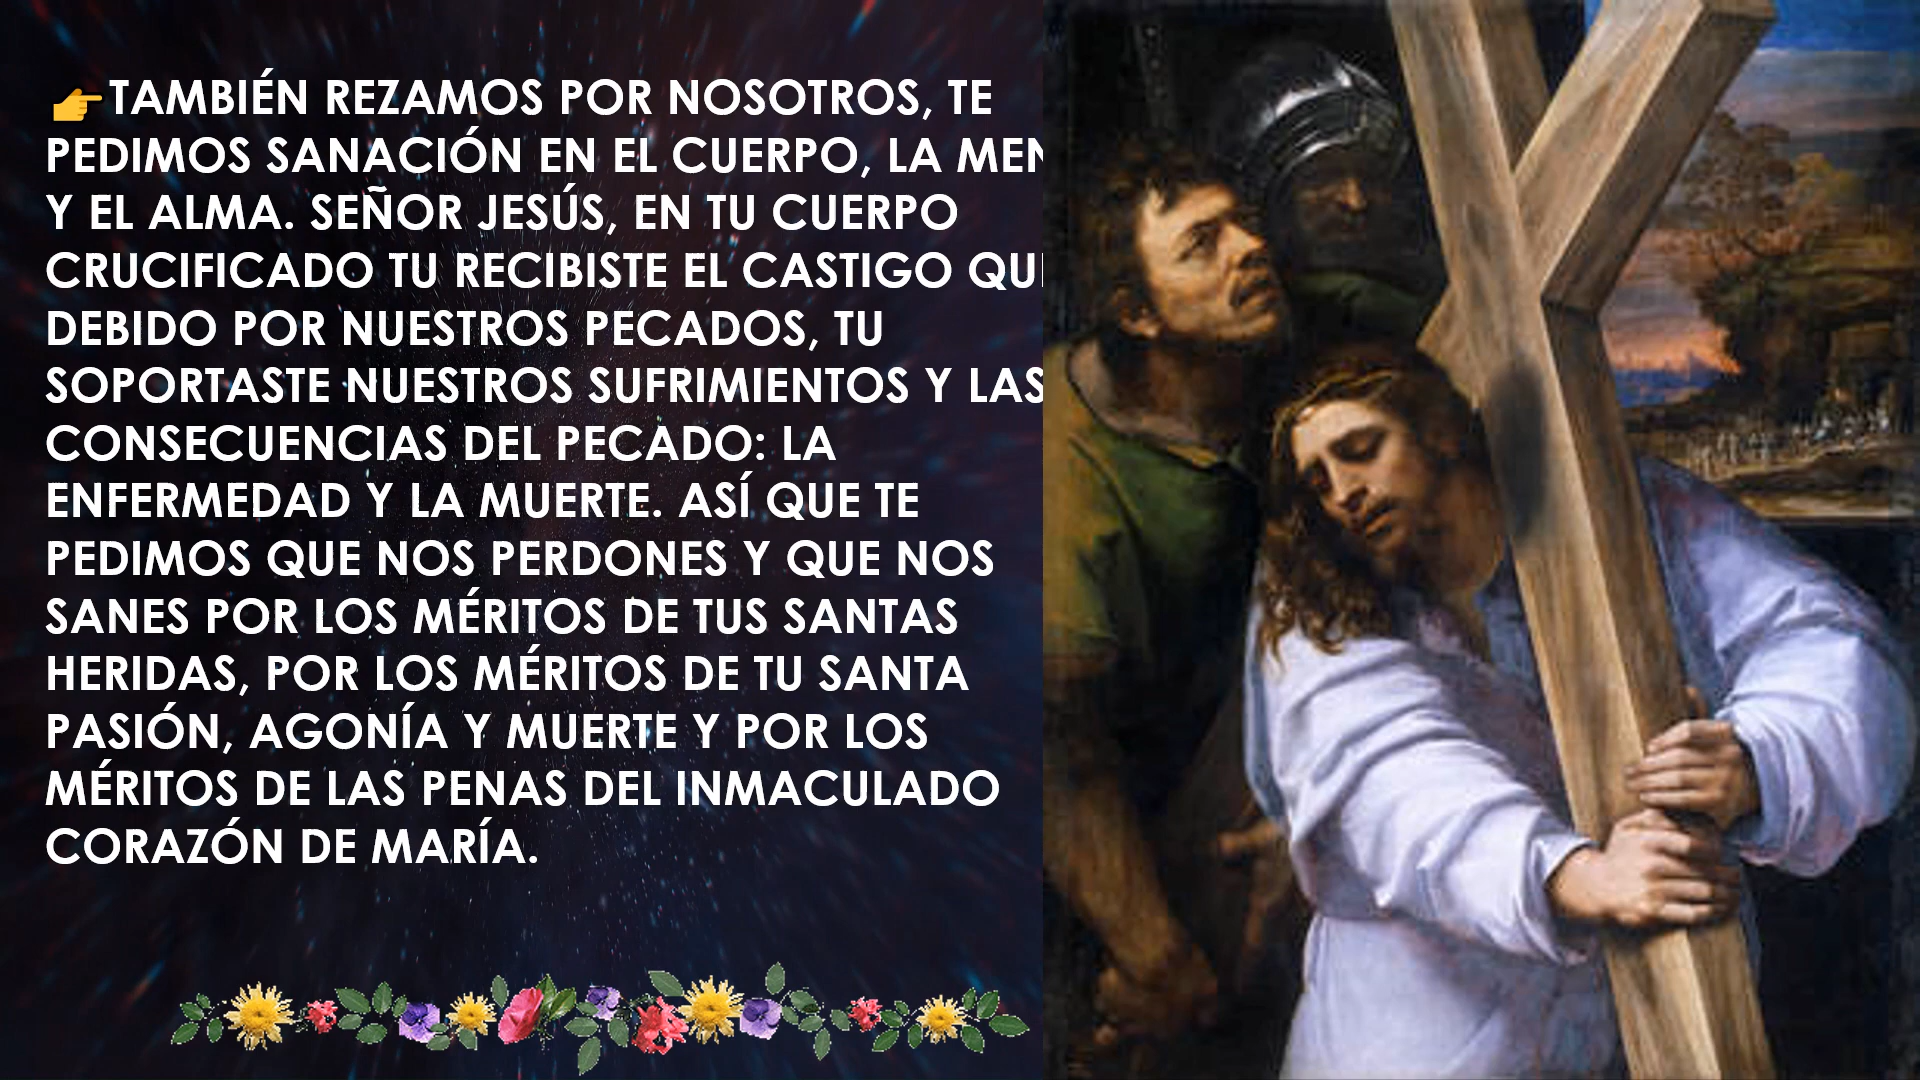 👉TAMBIÉN REZAMOS POR NOSOTROS, TE
PEDIMOS SANACIÓN EN EL CUERPO, LA
Y EL ALMA. SEÑOR JESÚS, EN TU CUERPO
CRUCIFICADO TU RECIBISTE EL CASTIGO
DEBIDO POR NUESTROS PECADOS, TU
SOPORTASTE NUESTROS SUFRIMIENTOS Y LAS
CONSECUENCIAS DEL PECADO: LA
ENFERMEDAD Y LA MUERTE. ASÍ QUE TE
PEDIMOS QUE NOS PERDONES Y QUE NOS
SANES POR LOS MÉRITOS DE TUS SANTAS
HERIDAS, POR LOS MÉRITOS DE TU SANTA
PASIÓN, AGONÍA Y MUERTE Y POR LOS
MÉRITOS DE LAS PENAS DEL INMACULADO
CORAZÓN DE MARÍA.